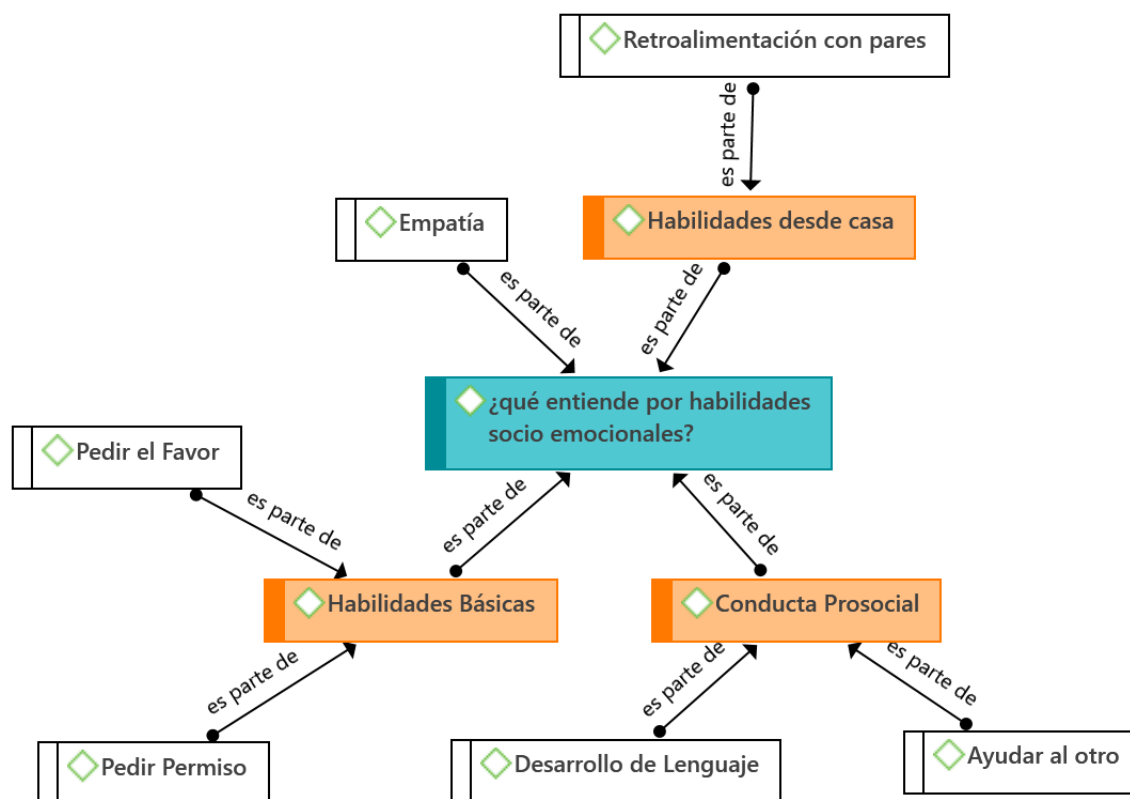 Retroalimentación con pares
es parte de
Empatía
Habilidades desde casa
es parte de
es parte de
¿qué entiende por habilidades
socio emocionales?
Pedir el Favor
es parte de
es parte de
es parte de
Habilidades Básicas
Conducta Prosocial
es parte de
es parte de
es parte de
Pedir Permiso
Desarrollo de Lenguaje
Ayudar al otro